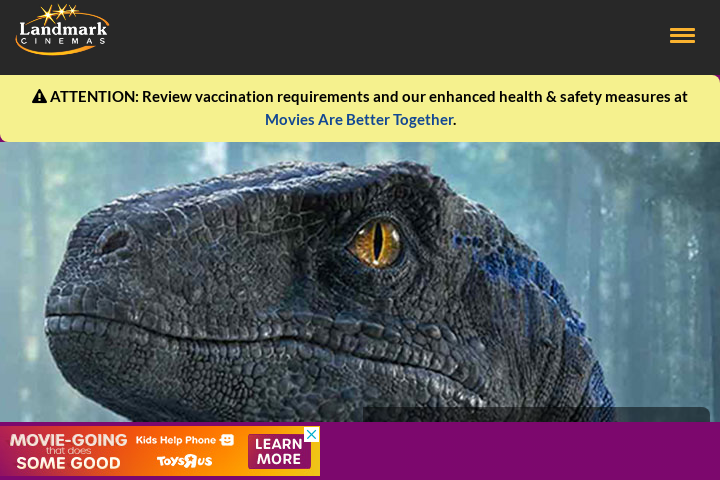 Landmark
CINEMAS
ATTENTION: Review vaccination requirements and our enhanced health & safety measures at
Movies Are Better Together.
MOVIE-GOING
that does
SOME GOOD
Kids Help Phone
ToysRus
LEARN
MORE